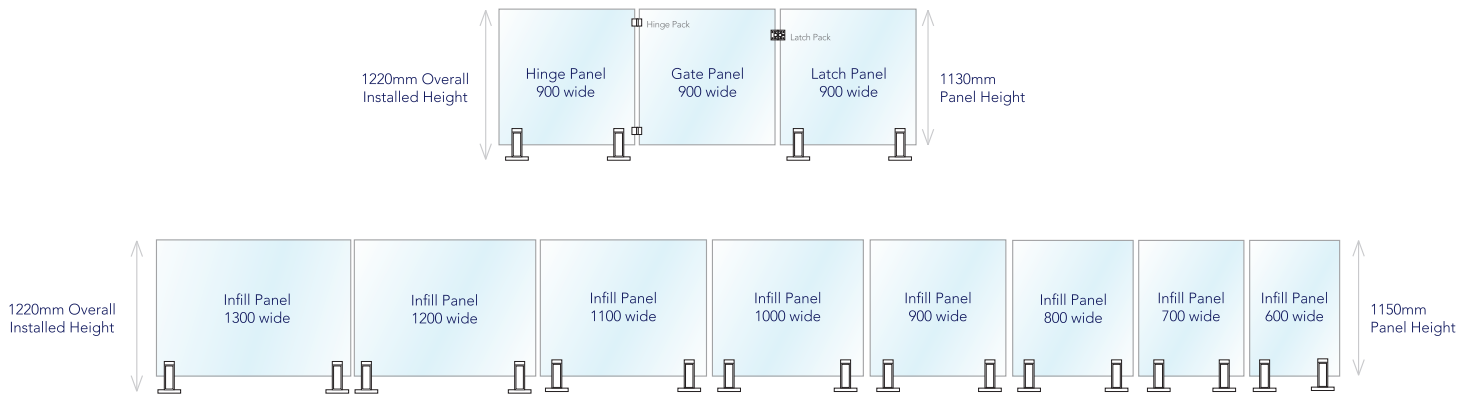 Hinge Pack
Latch Pack
1220mm Overall
Installed Height
Hinge Panel
900 wide
Gate Panel
900 wide
Latch Panel
900 wide
1130mm
Panel Height
1220mm Overall
Installed Height
Infill Panel
1300 wide
Infill Panel
1200 wide
Infill Panel
1100 wide
Infill Panel
1000 wide
Infill Panel
900 wide
Infill Panel
800 wide
Infill Panel
700 wide
Infill Panel
600 wide
1150mm
Panel Height